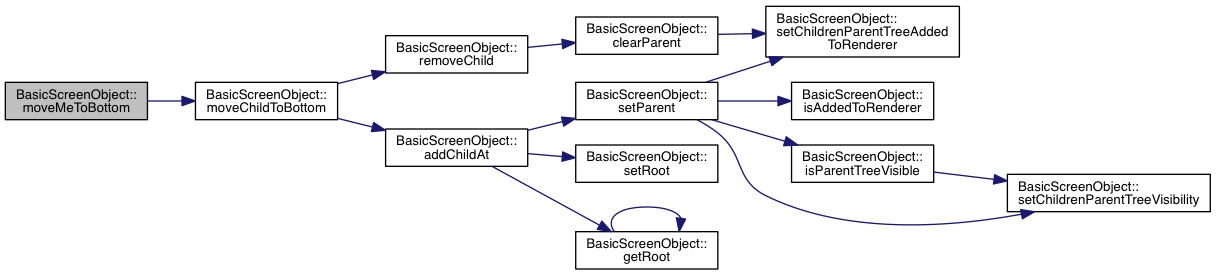 BasicScreenObject::
moveMeToBottom
BasicScreenObject::
moveChildToBottom
BasicScreenObject::
removeChild
BasicScreenObject::
addChildAt
BasicScreenObject::
clearParent
BasicScreenObject::
setParent
BasicScreenObject::
setRoot
BasicScreenObject::
getRoot
BasicScreenObject::
setChildrenParentTreeAdded
ToRenderer
BasicScreenObject::
isAddedToRenderer
BasicScreenObject::
isParentTreeVisible
BasicScreenObject::
setChildrenParentTreeVisibility